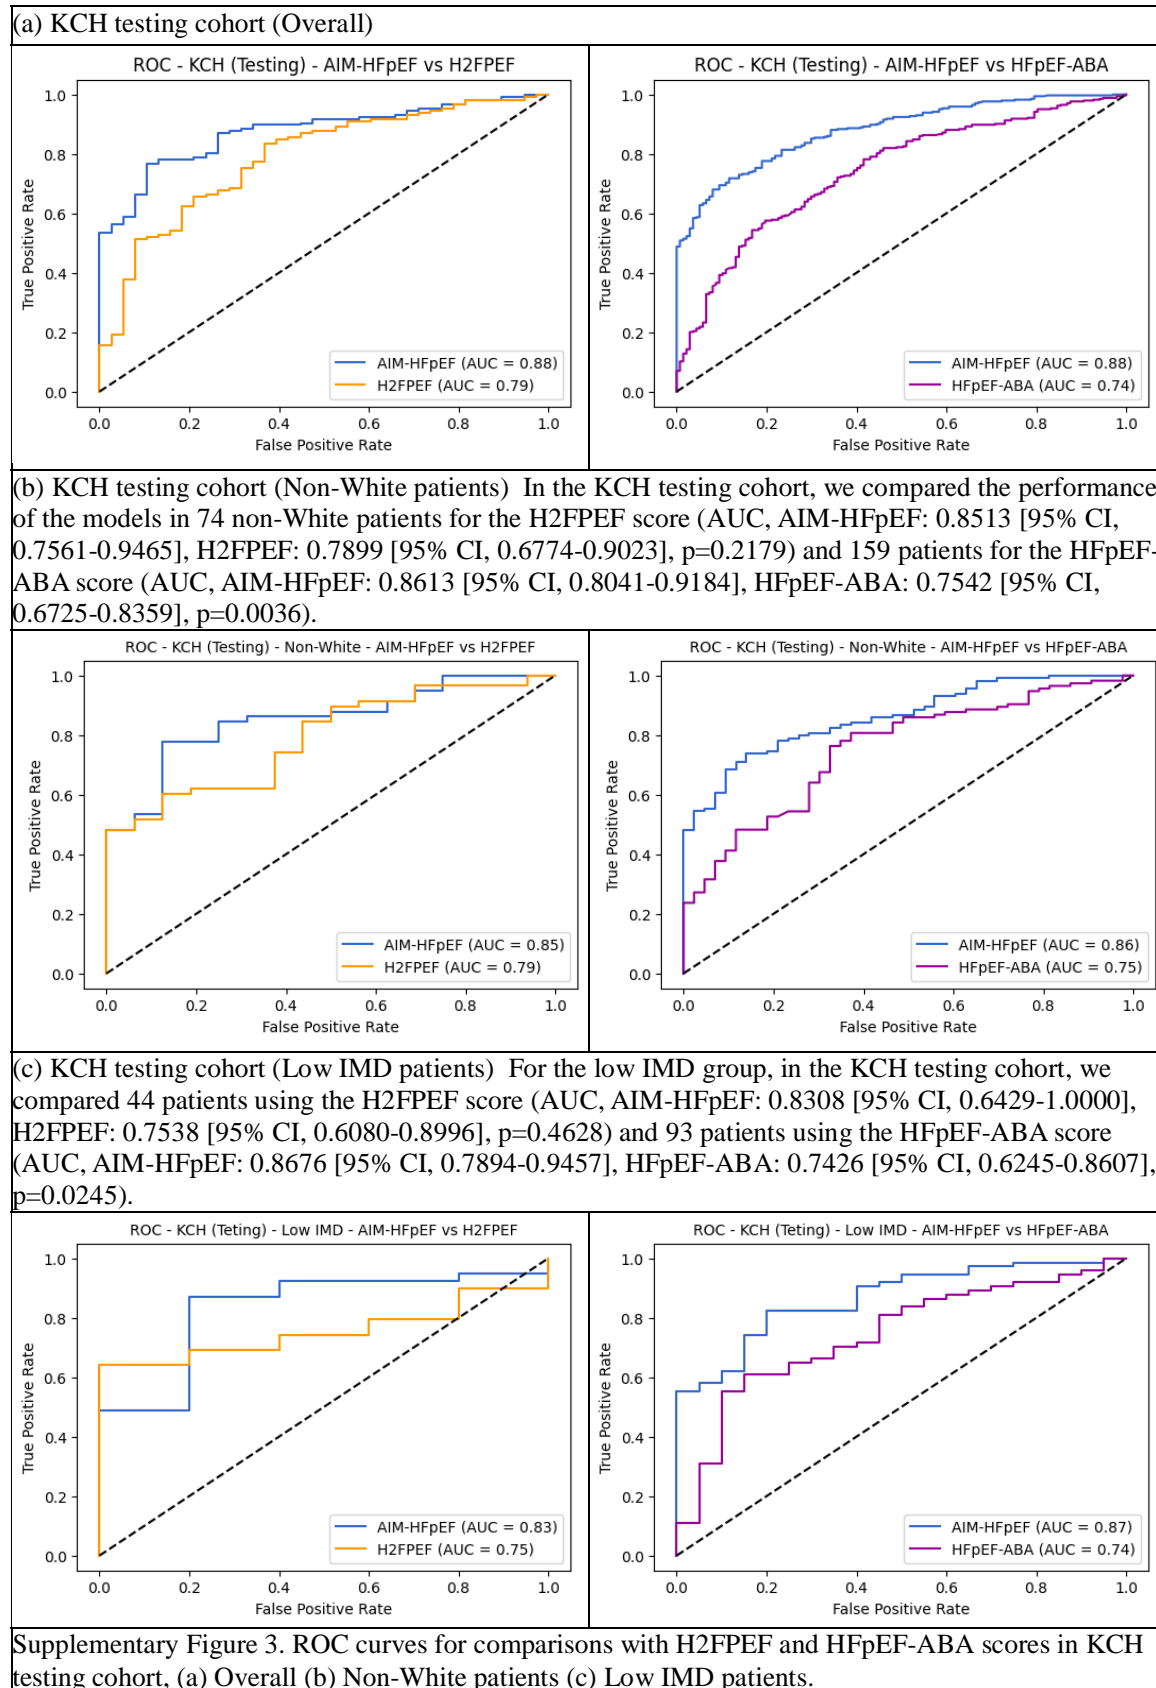 (a) KCH testing cohort (Overall)
ROC - KCH (Testing) - AIM-HFpEF vs H2FPEF
True Positive Rate
1.0
0.8
0.6
0.4
0.2
0.0
AIM-HFpEF (AUC = 0.88)
H2FPEF (AUC = 0.79)
0.0 0.2 0.4 0.6 0.8 1.0
False Positive Rate
ROC - KCH (Testing) - AIM-HFpEF vs HFpEF-ABA
True Positive Rate
1.0
0.8
0.6
0.4
0.2
0.0
AIM-HFpEF (AUC = 0.88)
HFpEF-ABA (AUC = 0.74)
0.0 0.2 0.4 0.6 0.8 1.0
False Positive Rate
(b) KCH testing cohort (Non-White patients)  In the KCH testing cohort, we compared the performance
of the models in 74 non-White patients for the H2FPEF score (AUC, AIM-HFpEF: 0.8513 [95% CI,
0.7561-0.9465], H2FPEF: 0.7899 [95% CI, 0.6774-0.9023], p=0.2179) and 159 patients for the HFpEF-
ABA score (AUC, AIM-HFpEF: 0.8613 [95% CI, 0.8041-0.9184], HFpEF-ABA: 0.7542 [95% CI,
0.6725-0.8359], p=0.0036).
ROC - KCH (Testing) - Non-White - AIM-HFpEF vs H2FPEF
True Positive Rate
1.0
0.8
0.6
0.4
0.2
0.0
AIM-HFpEF (AUC = 0.85)
H2FPEF (AUC = 0.79)
0.0 0.2 0.4 0.6 0.8 1.0
False Positive Rate
ROC - KCH (Testing) - Non-White - AIM-HFpEF vs HFpEF-ABA
True Positive Rate
1.0
0.8
0.6
0.4
0.2
0.0
AIM-HFpEF (AUC = 0.86)
HFpEF-ABA (AUC = 0.75)
0.0 0.2 0.4 0.6 0.8 1.0
False Positive Rate
(c) KCH testing cohort (Low IMD patients)  For the low IMD group, in the KCH testing cohort, we
compared 44 patients using the H2FPEF score (AUC, AIM-HFpEF: 0.8308 [95% CI, 0.6429-1.0000],
H2FPEF: 0.7538 [95% CI, 0.6080-0.8996], p=0.4628) and 93 patients using the HFpEF-ABA score
(AUC, AIM-HFpEF: 0.8676 [95% CI, 0.7894-0.9457], HFpEF-ABA: 0.7426 [95% CI, 0.6245-0.8607],
p=0.0245).
ROC - KCH (Teting) - Low IMD - AIM-HFpEF vs H2FPEF
True Positive Rate
1.0
0.8
0.6
0.4
0.2
0.0
AIM-HFpEF (AUC = 0.83)
H2FPEF (AUC = 0.75)
0.0 0.2 0.4 0.6 0.8 1.0
False Positive Rate
ROC - KCH (Teting) - Low IMD - AIM-HFpEF vs HFpEF-ABA
True Positive Rate
1.0
0.8
0.6
0.4
0.2
0.0
AIM-HFpEF (AUC = 0.87)
HFpEF-ABA (AUC = 0.74)
0.0 0.2 0.4 0.6 0.8 1.0
False Positive Rate
Supplementary Figure 3. ROC curves for comparisons with H2FPEF and HFpEF-ABA scores in KCH
testing cohort, (a) Overall (b) Non-White patients (c) Low IMD patients.